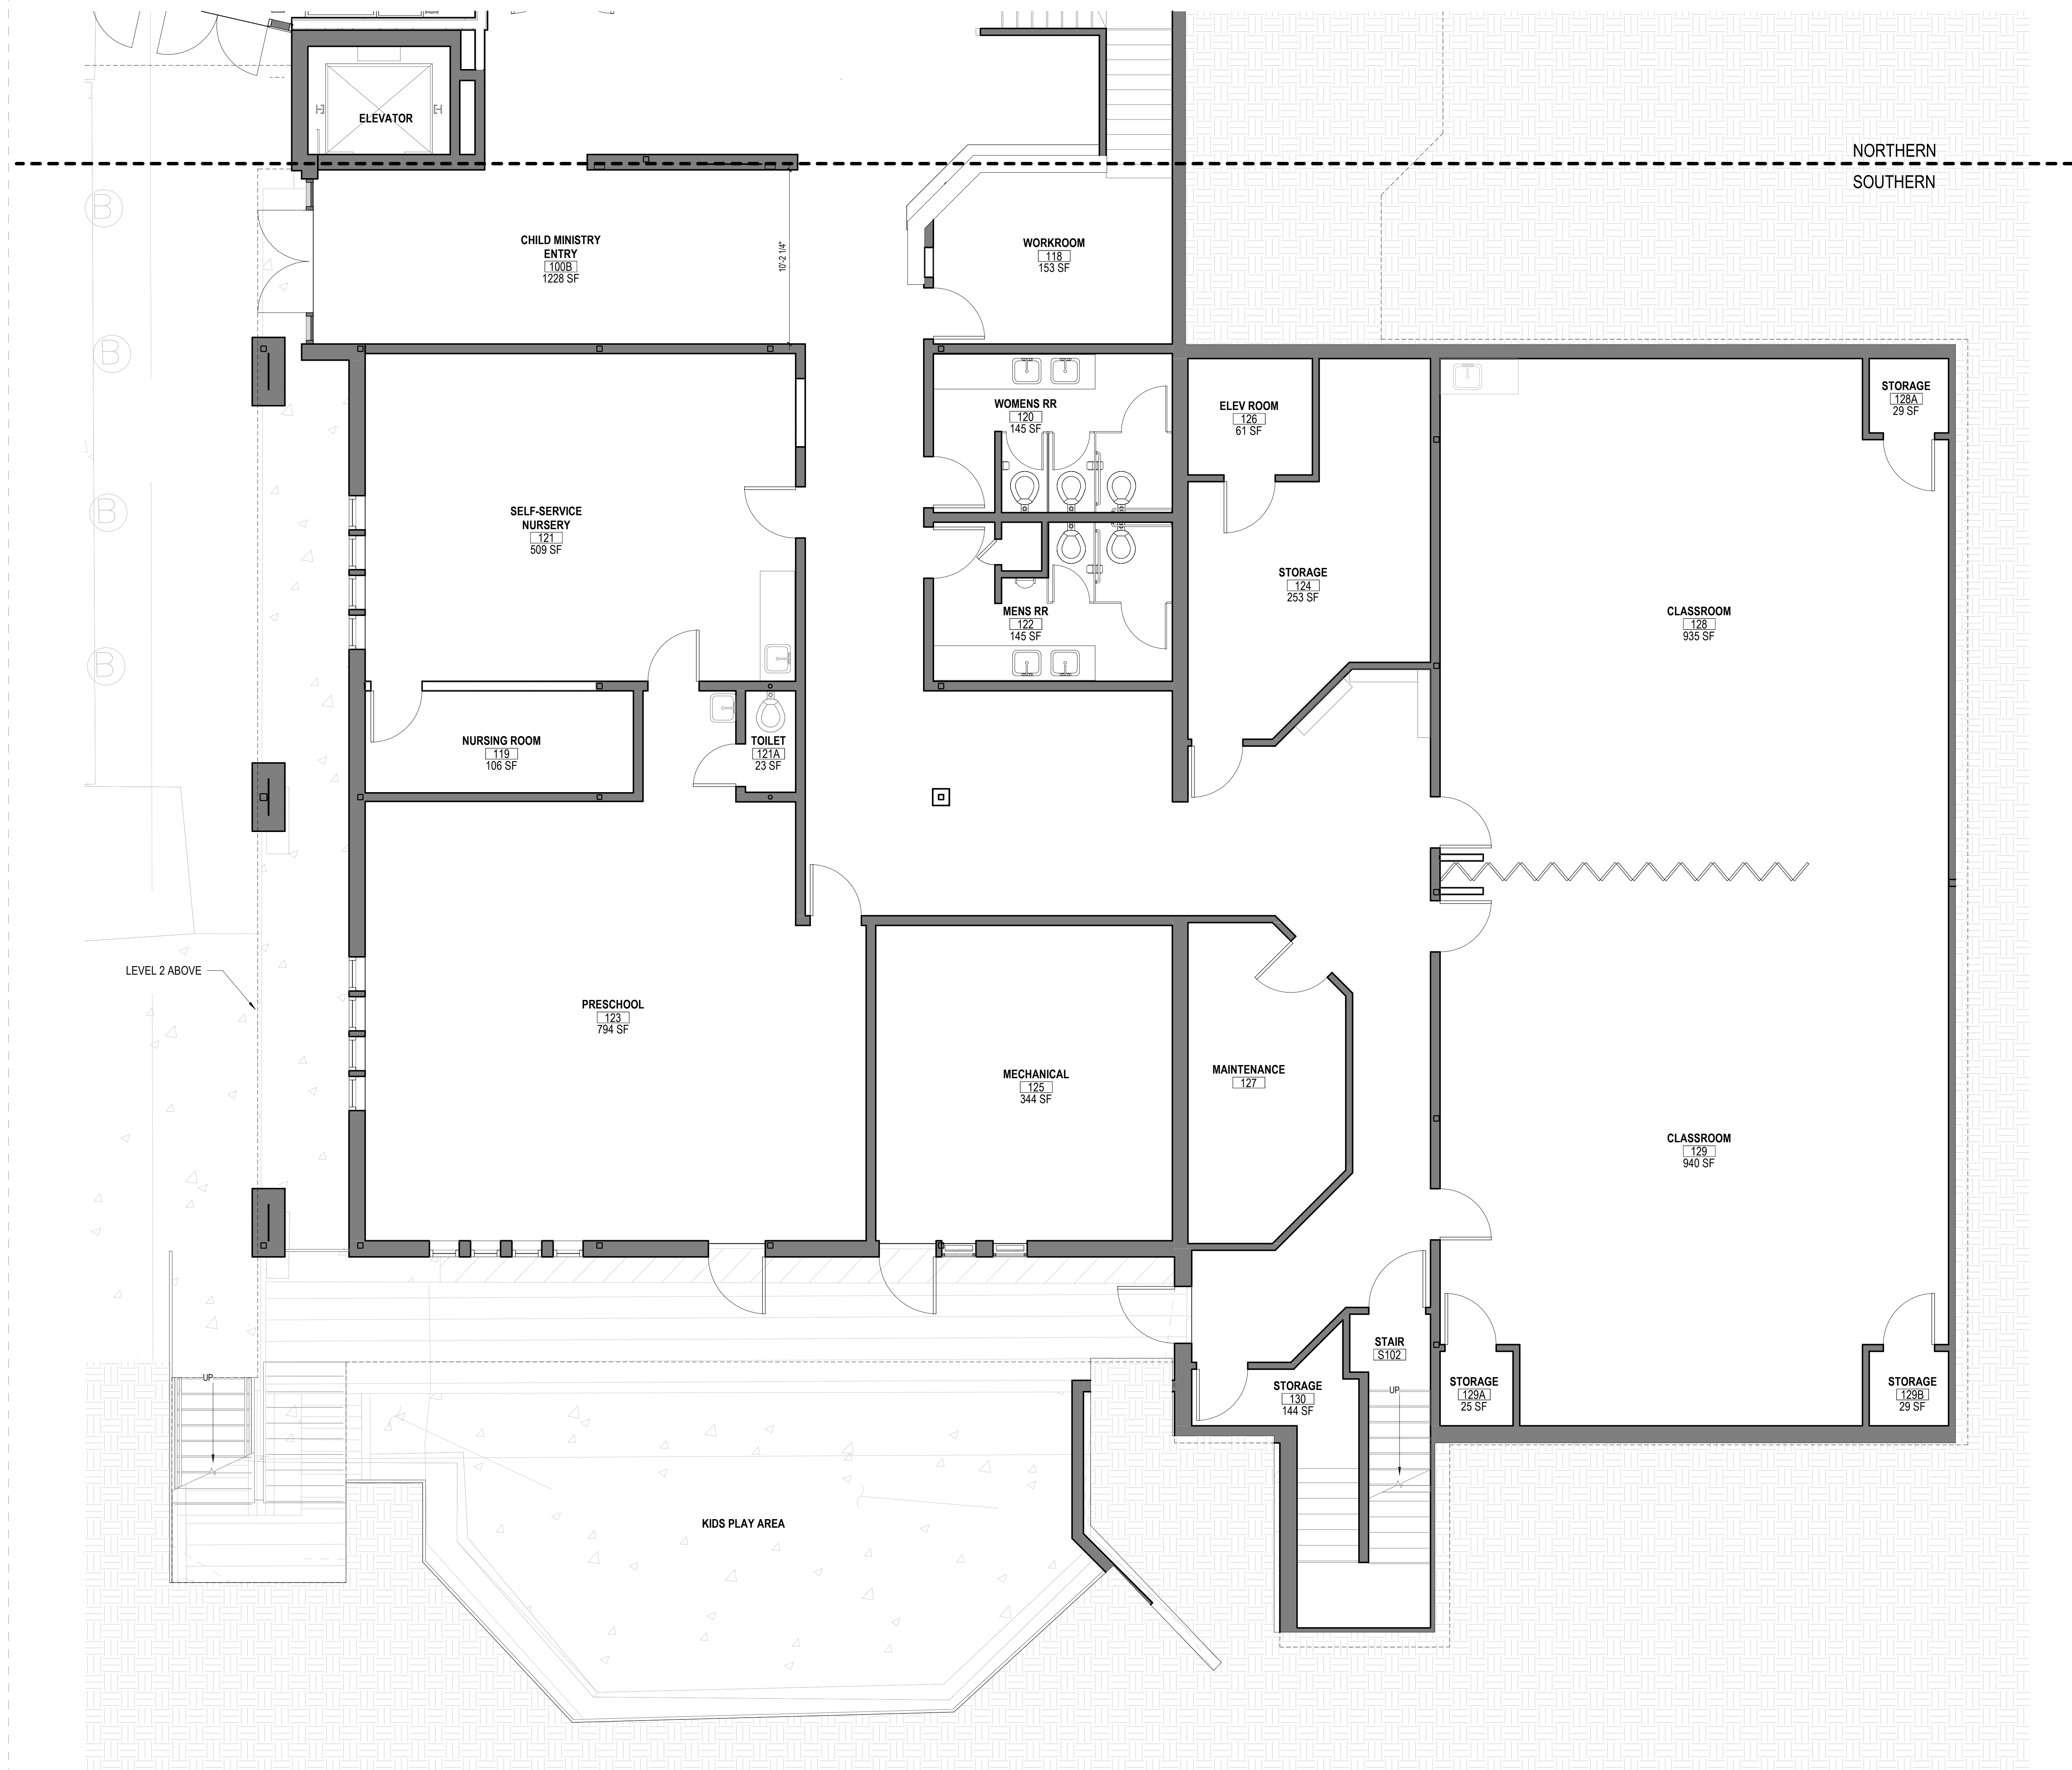 ELEVATOR
NORTHERN
SOUTHERN
B
CHILD MINISTRY
ENTRY
100B
1228 SF
10'-2 1/4"
WORKROOM
118
153 SF
B
STORAGE
128A
29 SF
WOMENS RR
120
145 SF
ELEV ROOM
126
61 SF
B
SELF-SERVICE
NURSERY
121
509 SF
STORAGE
124
253 SF
MENS RR
122
145 SF
CLASSROOM
128
935 SF
B
NURSING ROOM
119
106 SF
TOILET
121A
23 SF
LEVEL 2 ABOVE
PRESCHOOL
123
794 SF
MECHANICAL
125
344 SF
MAINTENANCE
127
CLASSROOM
129
940 SF
STAIR
S102
UP
STORAGE
130
144 SF
UP
STORAGE
129A
25 SF
STORAGE
129B
29 SF
KIDS PLAY AREA